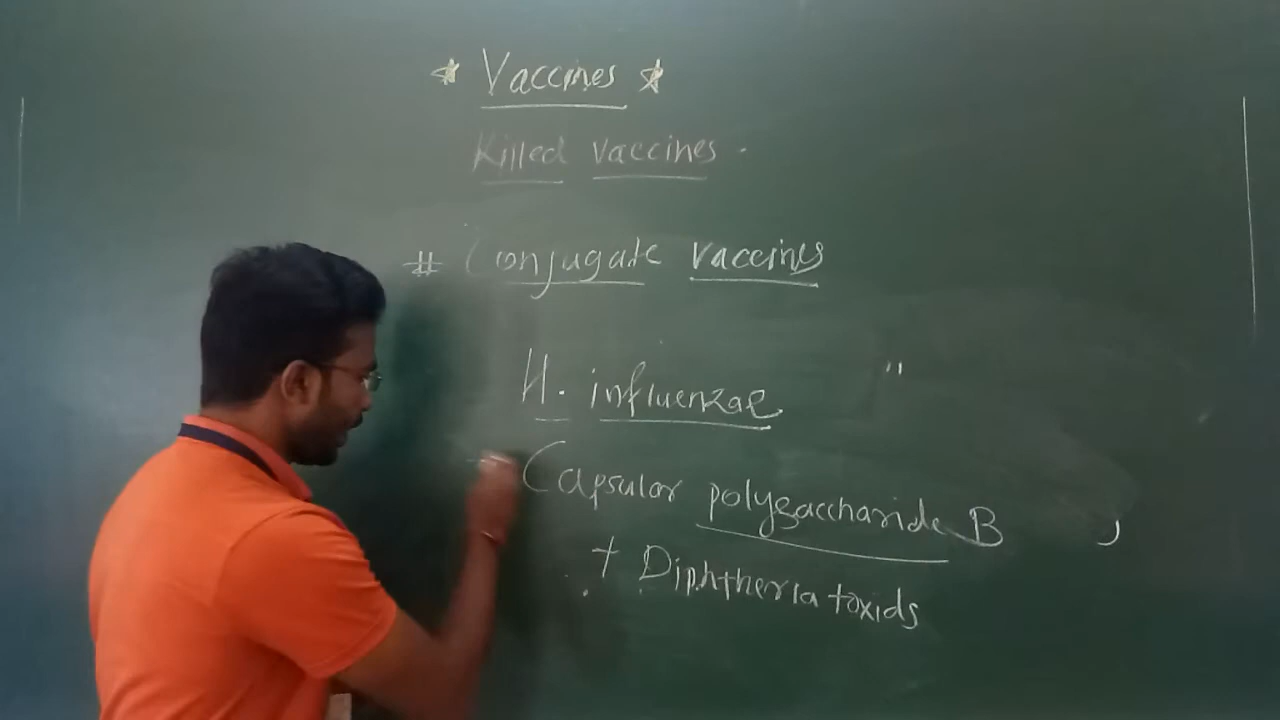 * Vaccines *
Killed vaccines.
# Conjugate vaccines
H. influenzae "
Capsular polysaccharide B
+ Diphtheria toxids